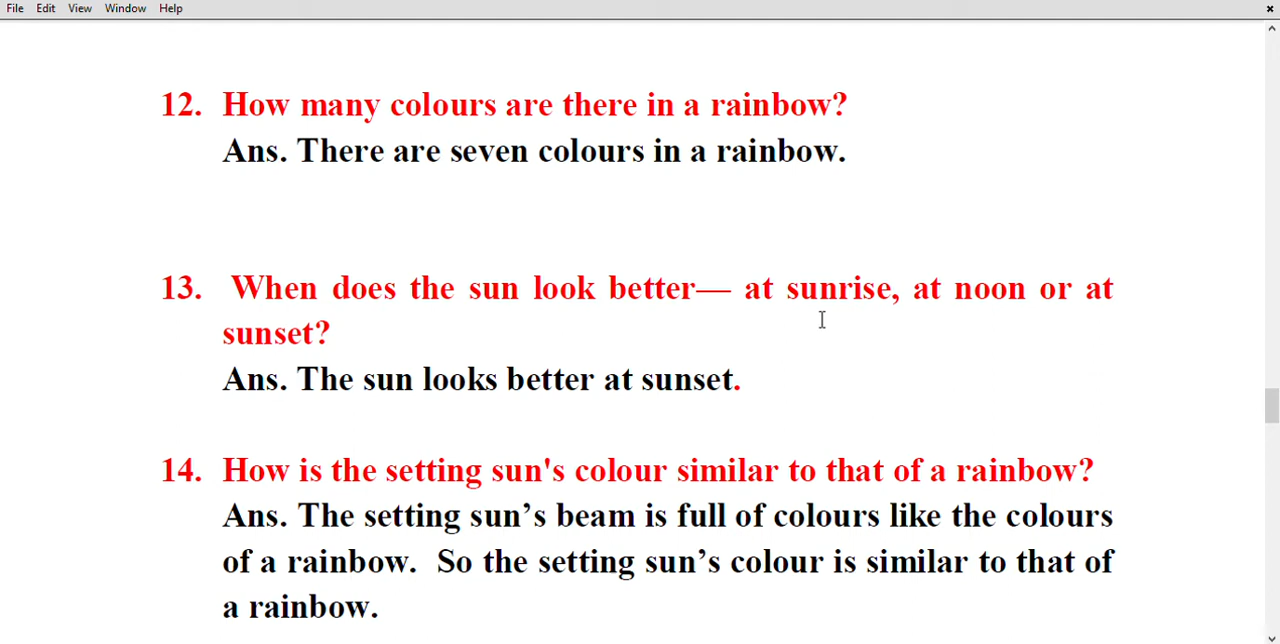 File Edit View Window Help ×
12. How many colours are there in a rainbow?
Ans. There are seven colours in a rainbow.
13. When does the sun look better— at sunrise, at noon or at
sunset?
Ans. The sun looks better at sunset.
14. How is the setting sun's colour similar to that of a rainbow?
Ans. The setting sun’s beam is full of colours like the colours
of a rainbow. So the setting sun’s colour is similar to that of
a rainbow.